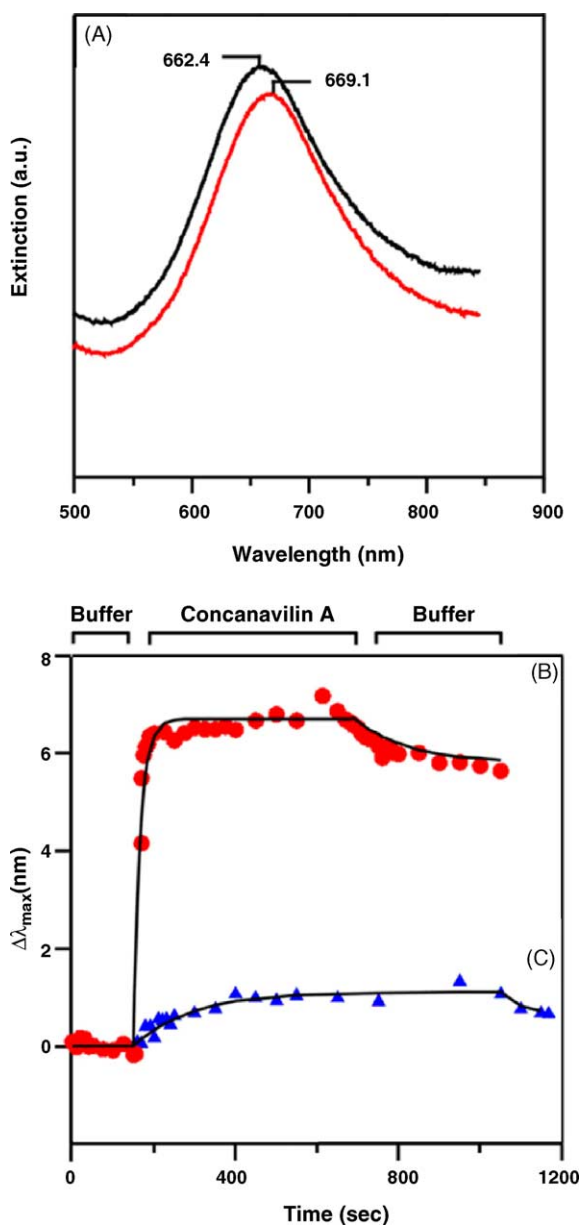 (A)
662.4
669.1
Extinction (a.u.)
500 600 700 800 900
Wavelength (nm)
Buffer Concanavilin A Buffer
8
(B)
6
4
Δλmax(nm)
2
(C)
0
0 400 800 1200
Time (sec)